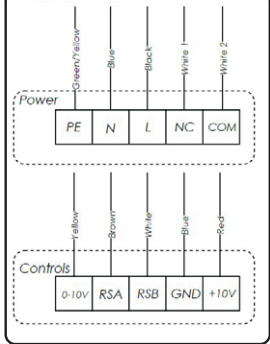 Green/Yellow
Blue
Black
White 1
White 2
Power
PE N L NC COM
Yellow
Brown
White
Blue
Red
Controls
0-10V RSA RSB GND +10V